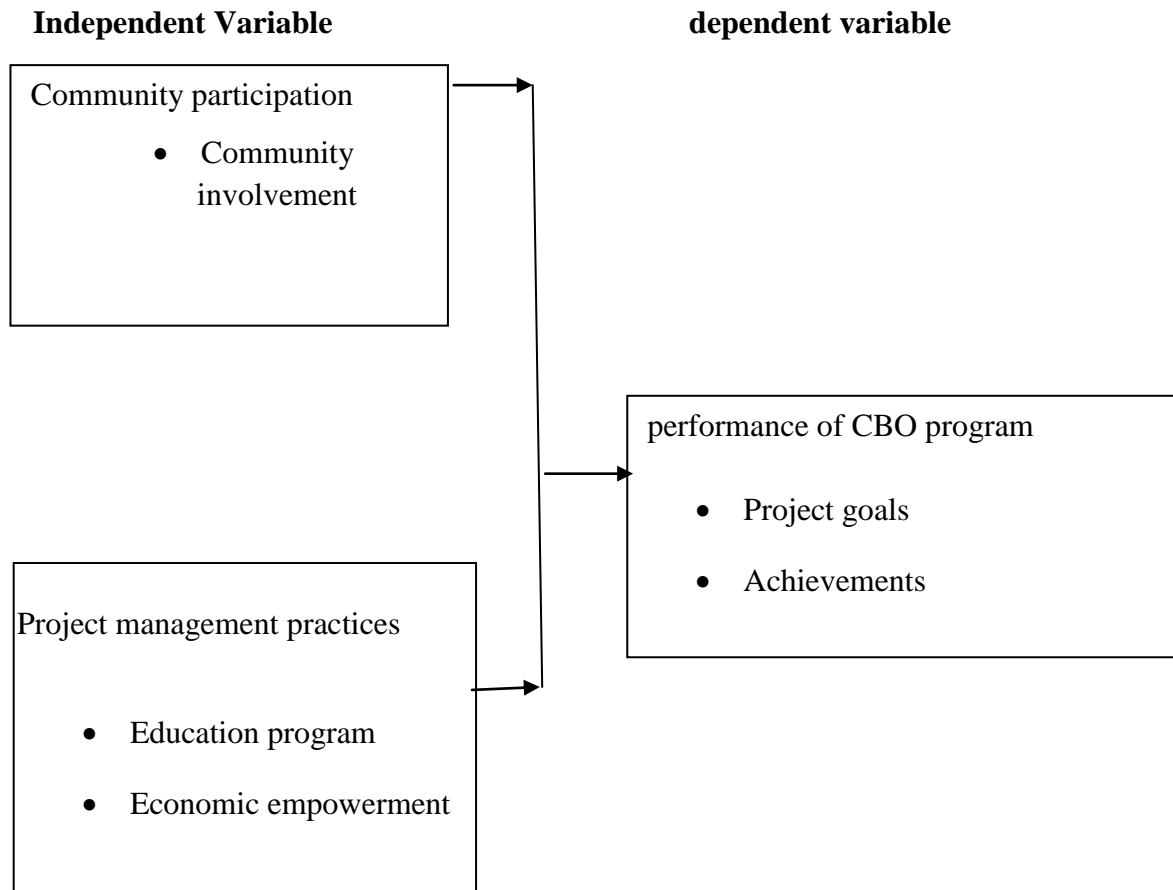 Independent Variable
dependent variable
Community participation
• Community
involvement
performance of CBO program
• Project goals
• Achievements
Project management practices
• Education program
• Economic empowerment